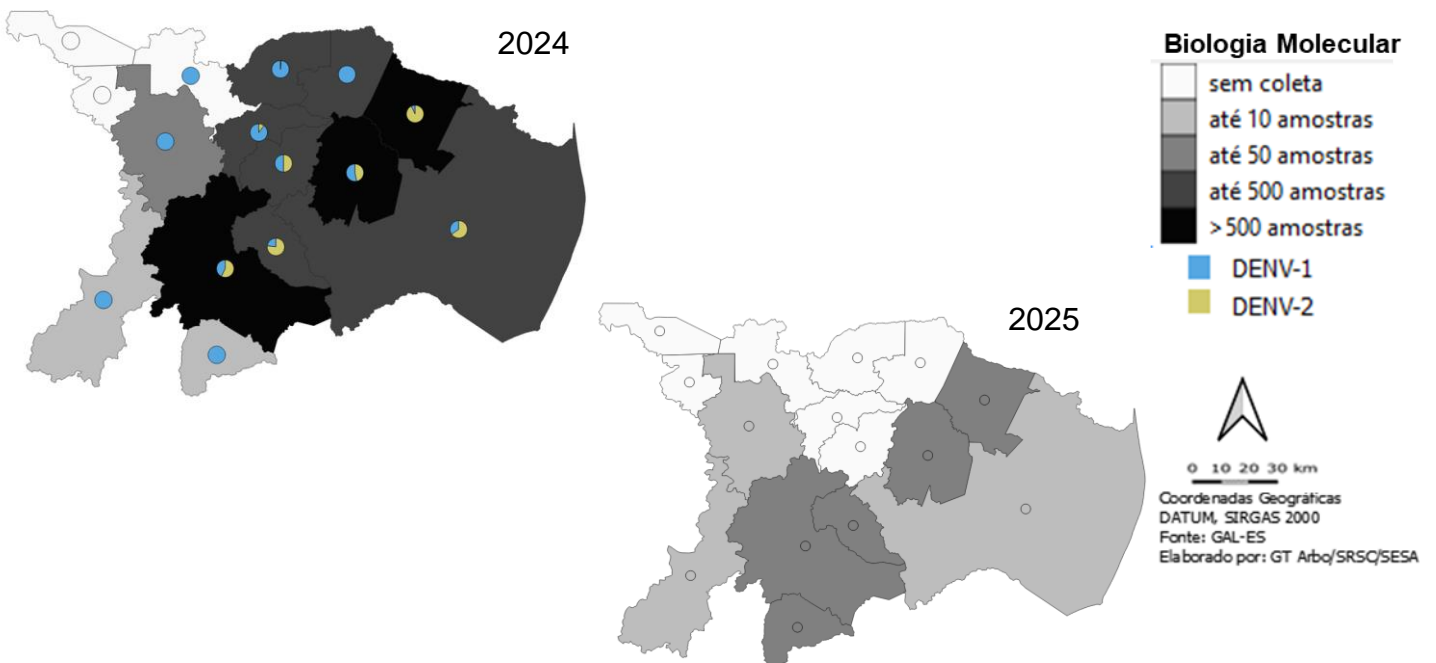 2024
Biologia Molecular
sem coleta
até 10 amostras
até 50 amostras
até 500 amostras
>500 amostras
DENV-1
DENV-2
2025
0 10 20 30 km
Coordenadas Geográficas
DATUM, SIRGAS 2000
Fonte: GAL-ES
Elaborado por: GT Arbo/SRSC/SESA